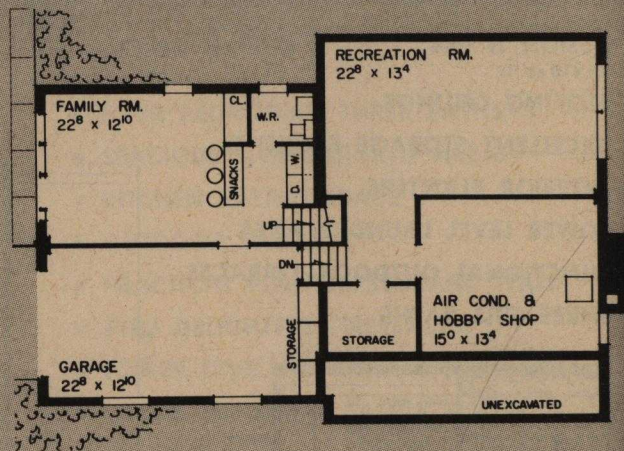 RECREATION RM.
22⁸ x 13⁴
FAMILY RM.
22⁸ x 12¹⁰
CL.
W.R.
SNACKS
W.
D.
UP
DN.
STORAGE
STORAGE
AIR COND. &
HOBBY SHOP
15⁰ x 13⁴
GARAGE
22⁸ x 12¹⁰
UNEXCAVATED